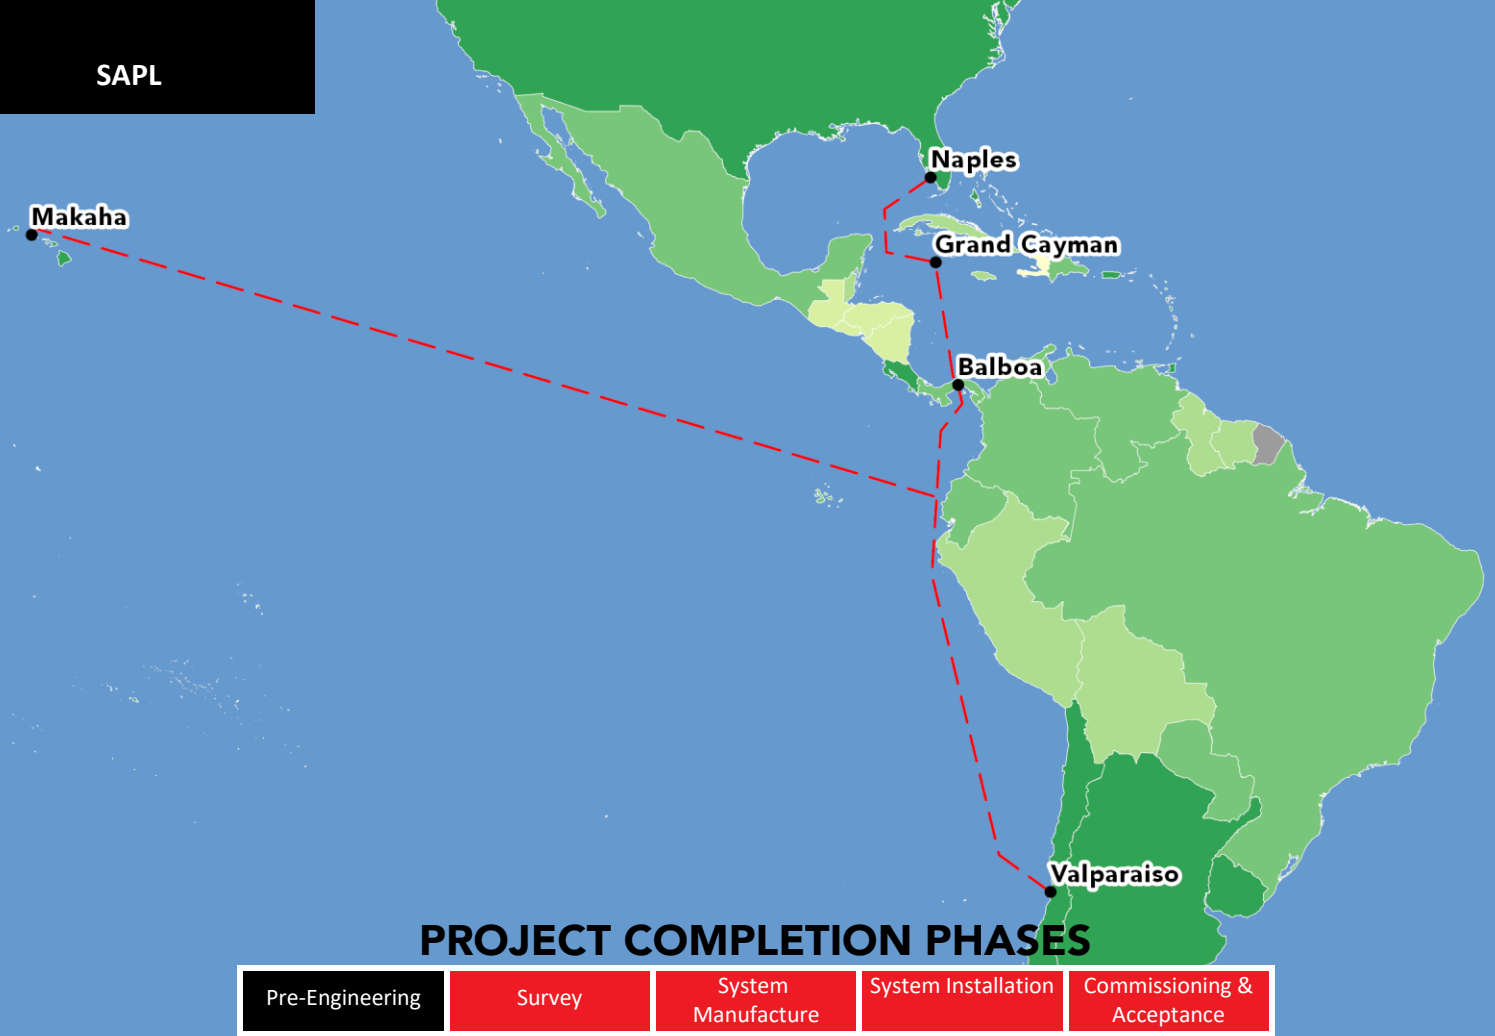 SAPL
Naples
Makaha
Grand Cayman
Balboa
Valparaiso
PROJECT COMPLETION PHASES
Pre-Engineering
Survey
System
Manufacture
System Installation
Commissioning &
Acceptance